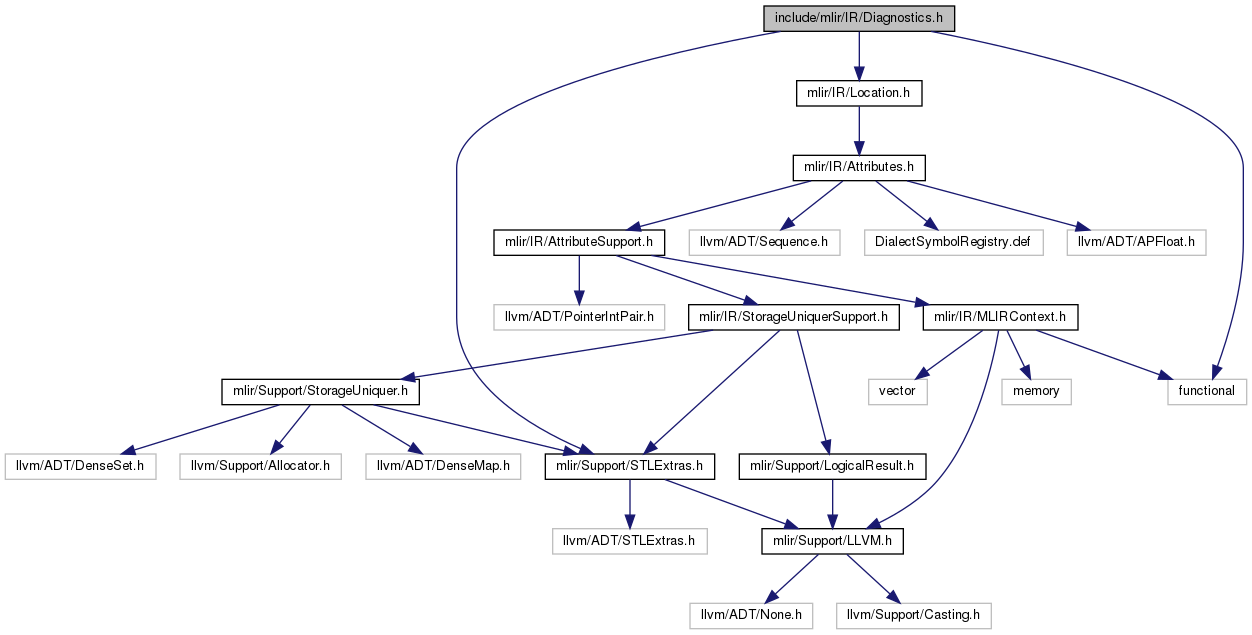 include/mlir/IR/Diagnostics.h
mlir/IR/Location.h
mlir/IR/Attributes.h
mlir/IR/AttributeSupport.h
llvm/ADT/Sequence.h
DialectSymbolRegistry.def
llvm/ADT/APFloat.h
llvm/ADT/PointerIntPair.h
mlir/IR/StorageUniquerSupport.h
mlir/IR/MLIRContext.h
mlir/Support/StorageUniquer.h
vector
memory
functional
llvm/ADT/DenseSet.h
llvm/Support/Allocator.h
llvm/ADT/DenseMap.h
mlir/Support/STLExtras.h
mlir/Support/LogicalResult.h
llvm/ADT/STLExtras.h
mlir/Support/LLVM.h
llvm/ADT/None.h
llvm/Support/Casting.h